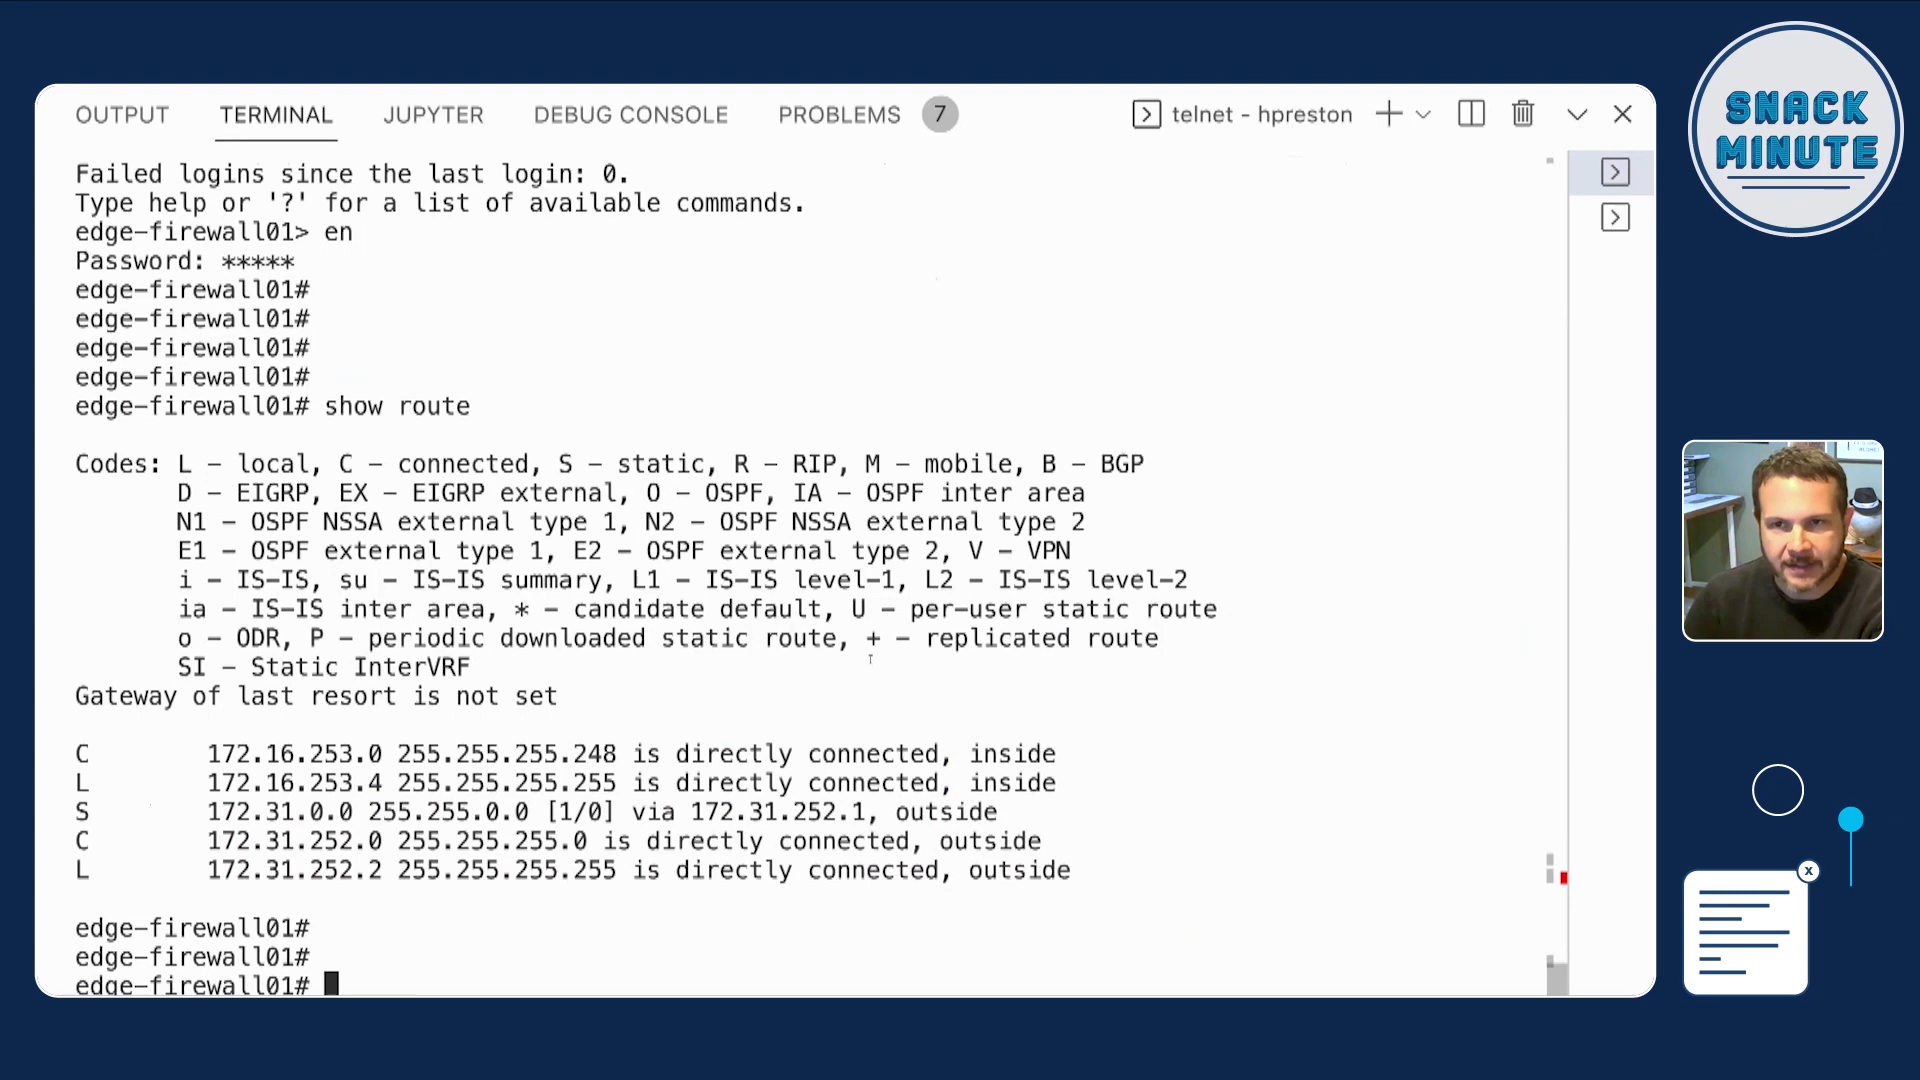 OUTPUT TERMINAL JUPYTER DEBUG CONSOLE PROBLEMS 7 telnet - hpreston
SNACK
MINUTE
Failed logins since the last login: 0.
Type help or '?' for a list of available commands.
edge-firewall01> en
Password: *****
edge-firewall01#
edge-firewall01#
edge-firewall01#
edge-firewall01#
edge-firewall01# show route
Codes: L - local, C - connected, S - static, R - RIP, M - mobile, B - BGP
D - EIGRP, EX - EIGRP external, O - OSPF, IA - OSPF inter area
N1 - OSPF NSSA external type 1, N2 - OSPF NSSA external type 2
E1 - OSPF external type 1, E2 - OSPF external type 2, V - VPN
i - IS-IS, su - IS-IS summary, L1 - IS-IS level-1, L2 - IS-IS level-2
ia - IS-IS inter area, * - candidate default, U - per-user static route
o - ODR, P - periodic downloaded static route, + - replicated route
SI - Static InterVRF
Gateway of last resort is not set
C 172.16.253.0 255.255.255.248 is directly connected, inside
L 172.16.253.4 255.255.255.255 is directly connected, inside
S 172.31.0.0 255.255.0.0 [1/0] via 172.31.252.1, outside
C 172.31.252.0 255.255.255.0 is directly connected, outside
L 172.31.252.2 255.255.255.255 is directly connected, outside
edge-firewall01#
edge-firewall01#
edge-firewall01#
x